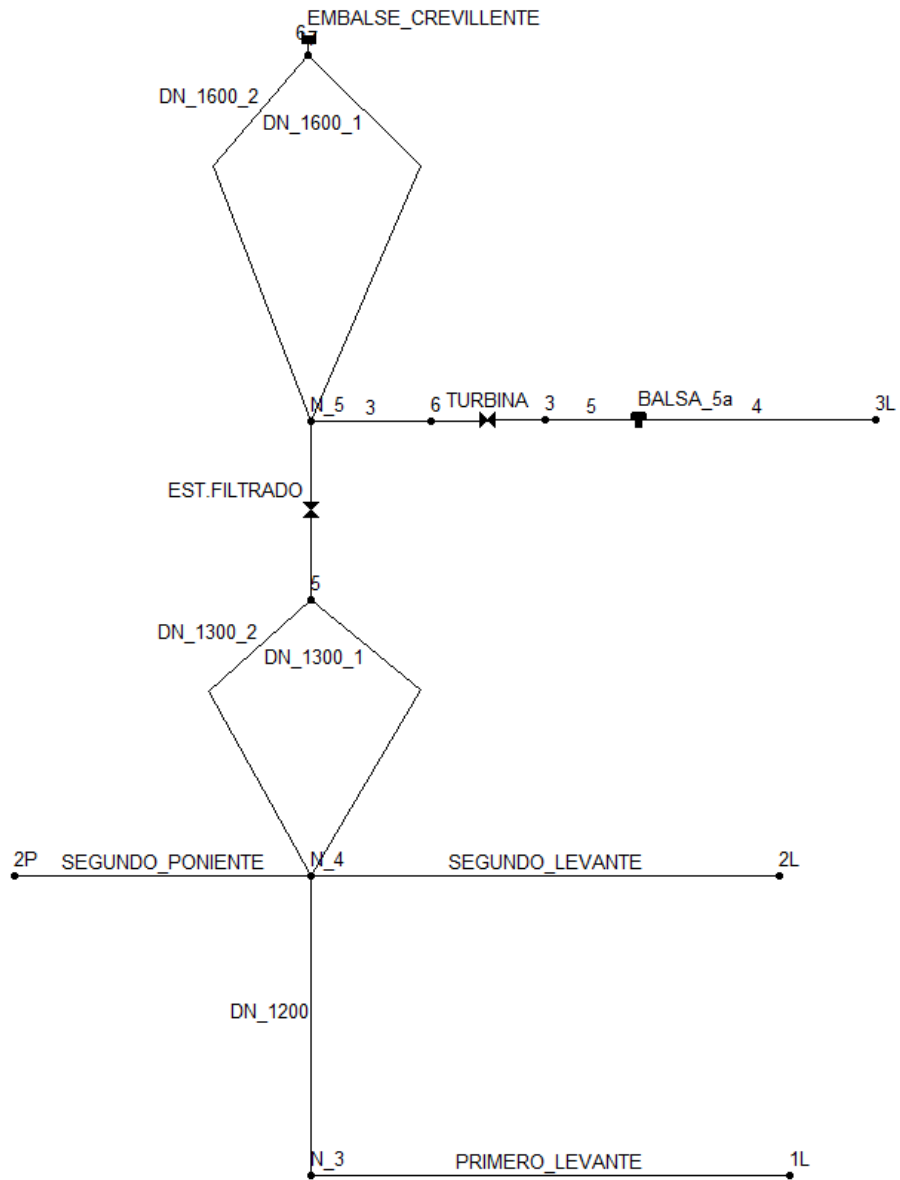 EMBALSE_CREVILLENTE
6
DN_1600_2
DN_1600_1
N_5
3
6
TURBINA
3
5
BALSA_5a
4
3L
EST.FILTRADO
5
DN_1300_2
DN_1300_1
2P
SEGUNDO_PONIENTE
N_4
SEGUNDO_LEVANTE
2L
DN_1200
N_3
PRIMERO_LEVANTE
1L